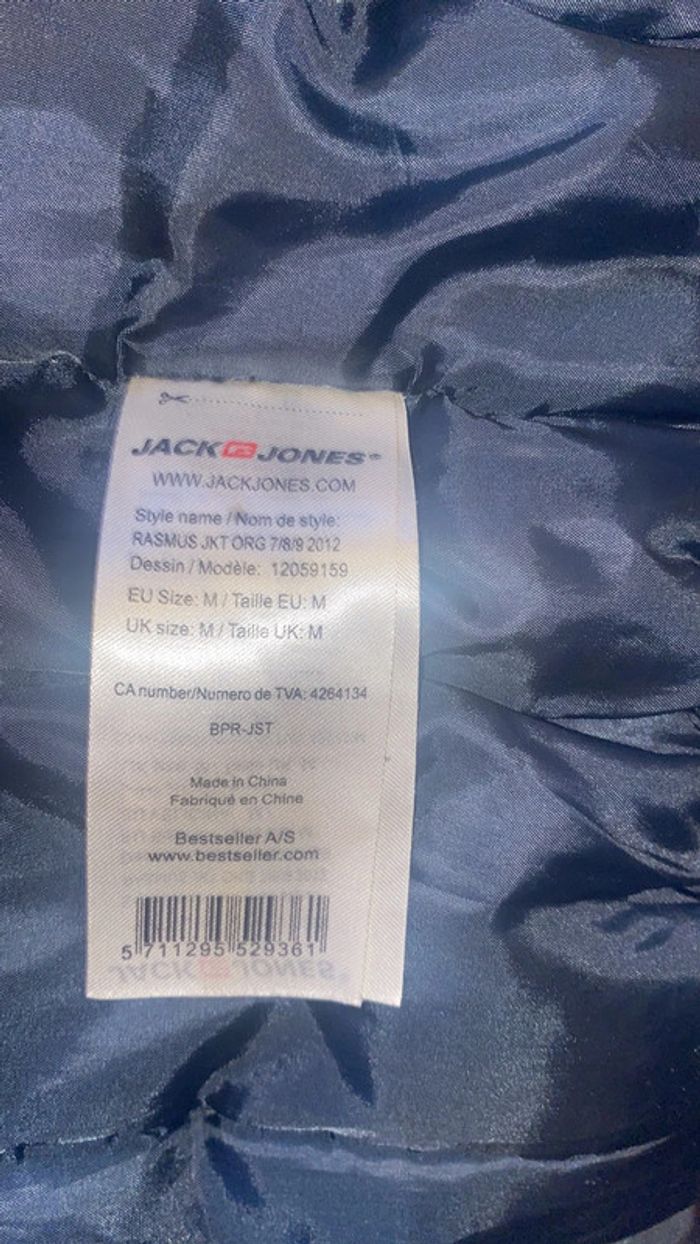 JACK JONES®
WWW.JACKJONES.COM
Style name / Nom de style:
RASMUS JKT ORG 7/8/9 2012
Dessin / Modèle: 12059159
EU Size: M / Taille EU: M
UK size: M / Taille UK: M
CA number/Numero de TVA: 4264134
BPR-JST
Made in China
Fabriqué en Chine
Bestseller A/S
www.bestseller.com
5 711295 529361